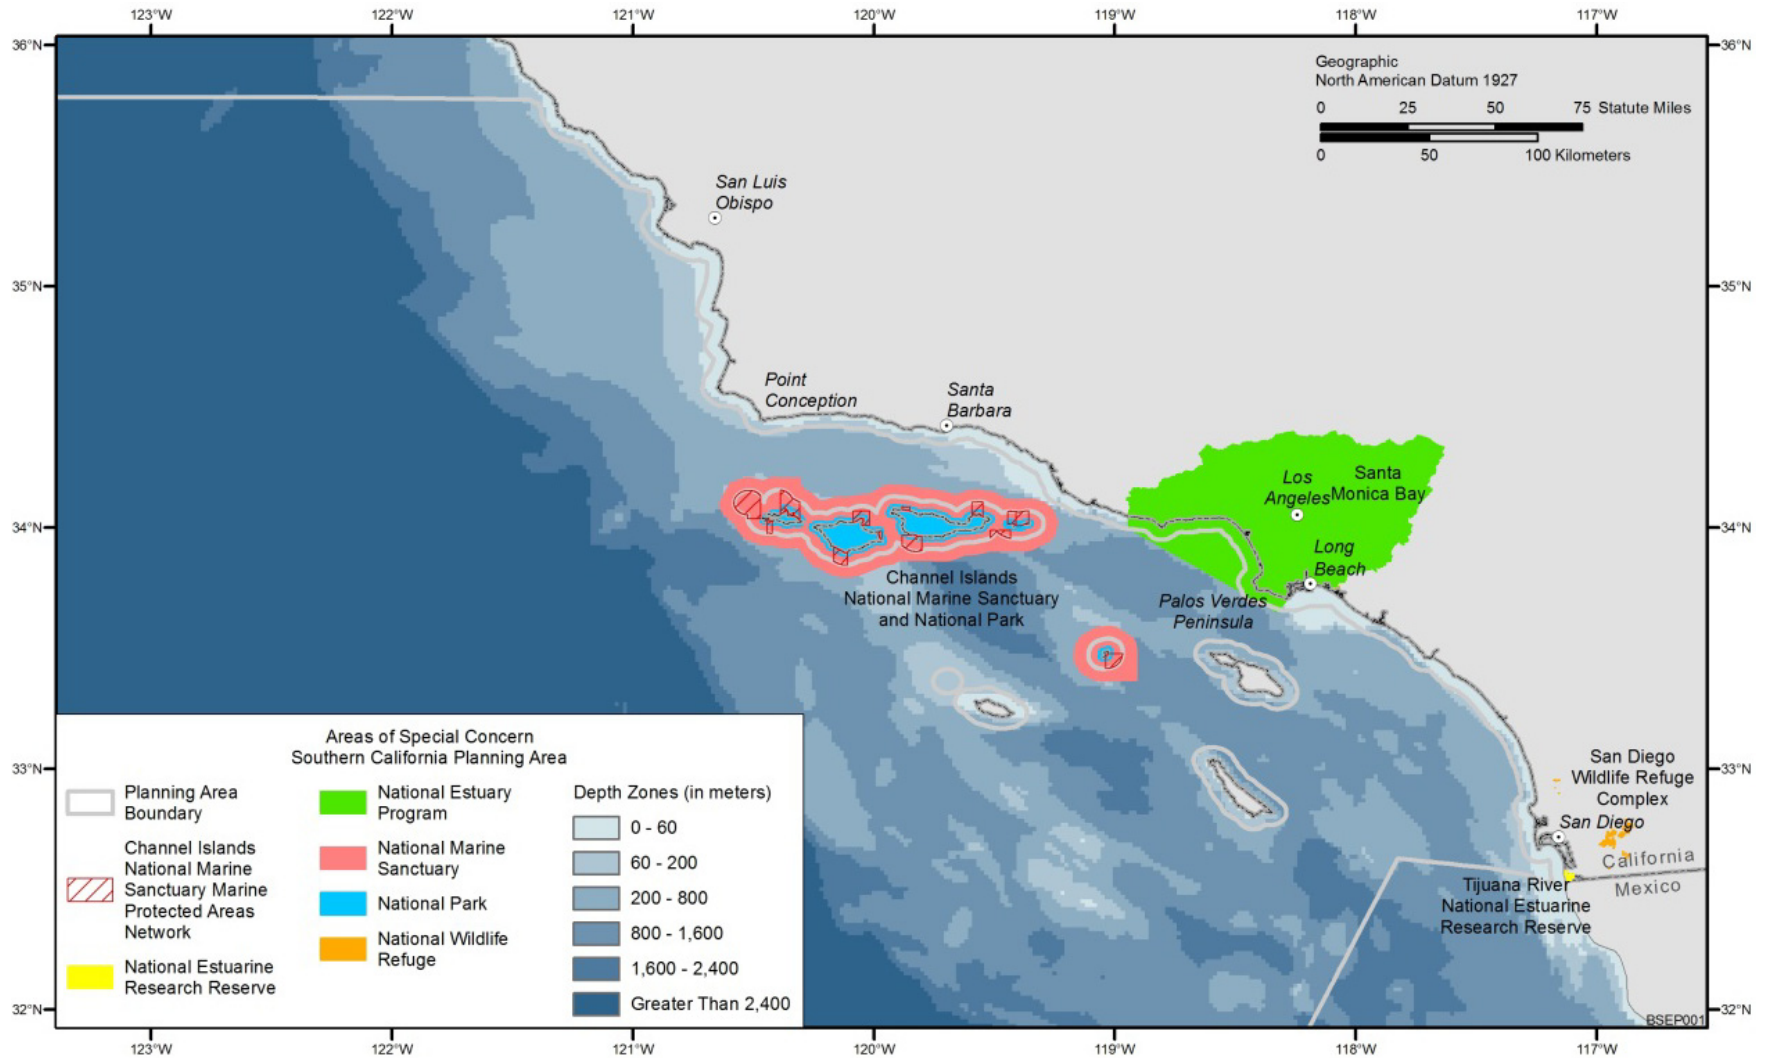 123°W 122°W 121°W 120°W 119°W 118°W 117°W
36°N 36°N
Geographic
North American Datum 1927
0 25 50 75 Statute Miles
0 50 100 Kilometers
San Luis
Obispo
35°N 35°N
Point
Conception
Santa
Barbara
Los
Angeles
Santa
Monica Bay
34°N 34°N
Long
Beach
Channel Islands
National Marine Sanctuary
and National Park
Palos Verdes
Peninsula
33°N 33°N
San Diego
Wildlife Refuge
Complex
San Diego
California
Mexico
Tijuana River
National Estuarine
Research Reserve
Areas of Special Concern
Southern California Planning Area
Planning Area
Boundary
Channel Islands
National Marine
Sanctuary Marine
Protected Areas
Network
National Estuarine
Research Reserve
National Estuary
Program
National Marine
Sanctuary
National Park
National Wildlife
Refuge
Depth Zones (in meters)
0 - 60
60 - 200
200 - 800
800 - 1,600
1,600 - 2,400
Greater Than 2,400
32°N 32°N
BSEP001
123°W 122°W 121°W 120°W 119°W 118°W 117°W